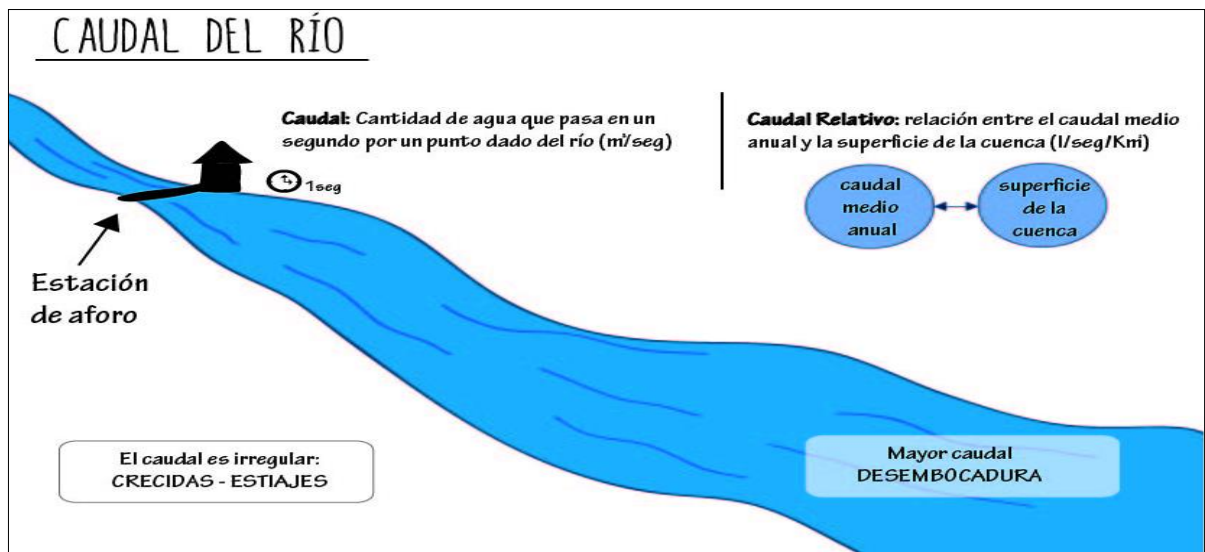 CAUDAL DEL RÍO
Caudal: Cantidad de agua que pasa en un
segundo por un punto dado del río (m³/seg)
1seg
Caudal Relativo: relación entre el caudal medio
anual y la superficie de la cuenca (l/seg/Km²)
caudal
medio
anual
superficie
de la
cuenca
Estación
de aforo
El caudal es irregular:
CRECIDAS - ESTIAJES
Mayor caudal
DESEMBOCADURA